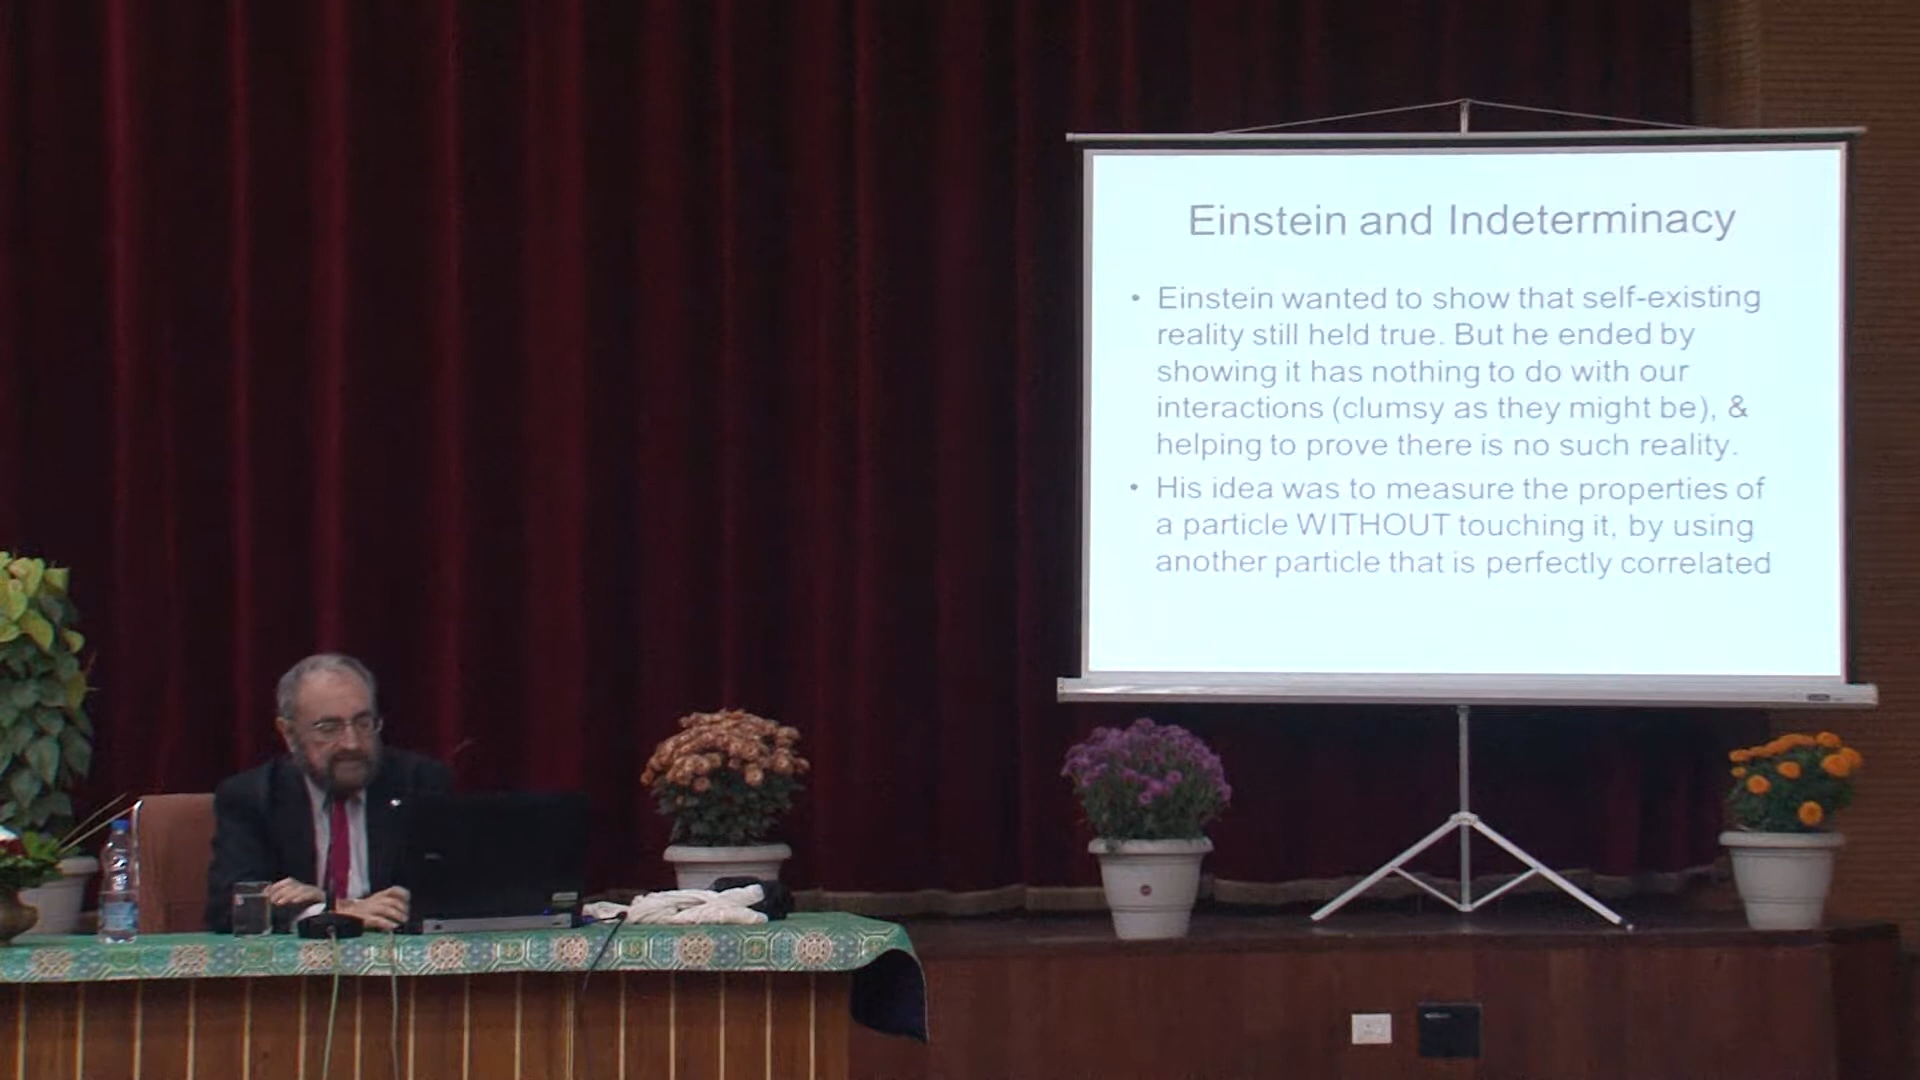 Einstein and Indeterminacy
• Einstein wanted to show that self-existing
reality still held true. But he ended by
showing it has nothing to do with our
interactions (clumsy as they might be), &
helping to prove there is no such reality.
• His idea was to measure the properties of
a particle WITHOUT touching it, by using
another particle that is perfectly correlated